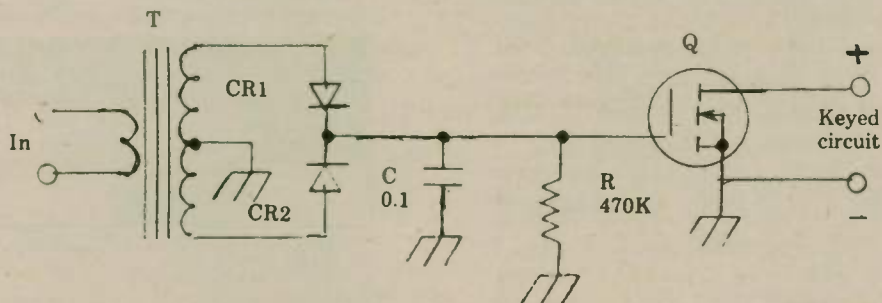 T
Q
+
CR1
In
Keyed
circuit
C
0.1
R
470K
CR2
–